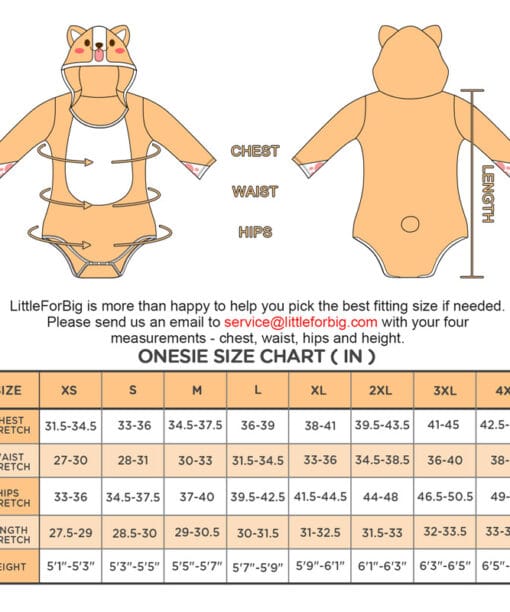 CHEST
WAIST
HIPS
LENGTH
LittleForBig is more than happy to help you pick the best fitting size if needed.
Please send us an email to service@littleforbig.com with your four
measurements - chest, waist, hips and height.
ONESIE SIZE CHART ( IN )
SIZE XS S M L XL 2XL 3XL 4X
HEST 31.5-34.5 33-36 34.5-37.5 36-39 38-41 39.5-43.5 41-45 42.5-
TRETCH
WAIST 27-30 28-31 30-33 31.5-34.5 33-36 34.5-38.5 36-40 38-
TRETCH
HIPS 33-36 34.5-37.5 37-40 39.5-42.5 41.5-44.5 44-48 46.5-50.5 49-
TRETCH
NGTH 27.5-29 28.5-30 29-30.5 30-31.5 31-32.5 31.5-33 32-33.5 33-3
TRETCH
EIGHT 5'1"-5'3" 5'3"-5'5" 5'5"-5'7" 5'7"-5'9" 5'9"-6'1" 6'1"-6'3" 6'3"-6'5" 6'5"-